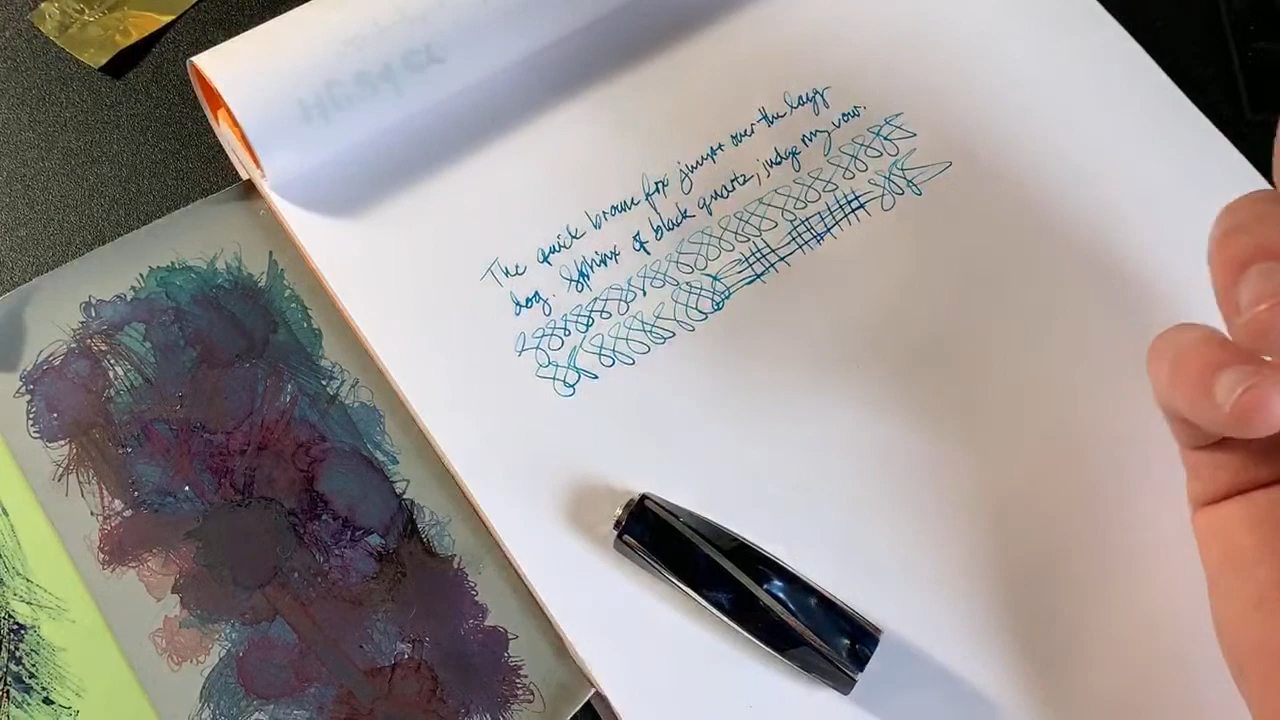 The quick brown fox jumps over the lazy
dog. Sphinx of black quartz, judge my vow.